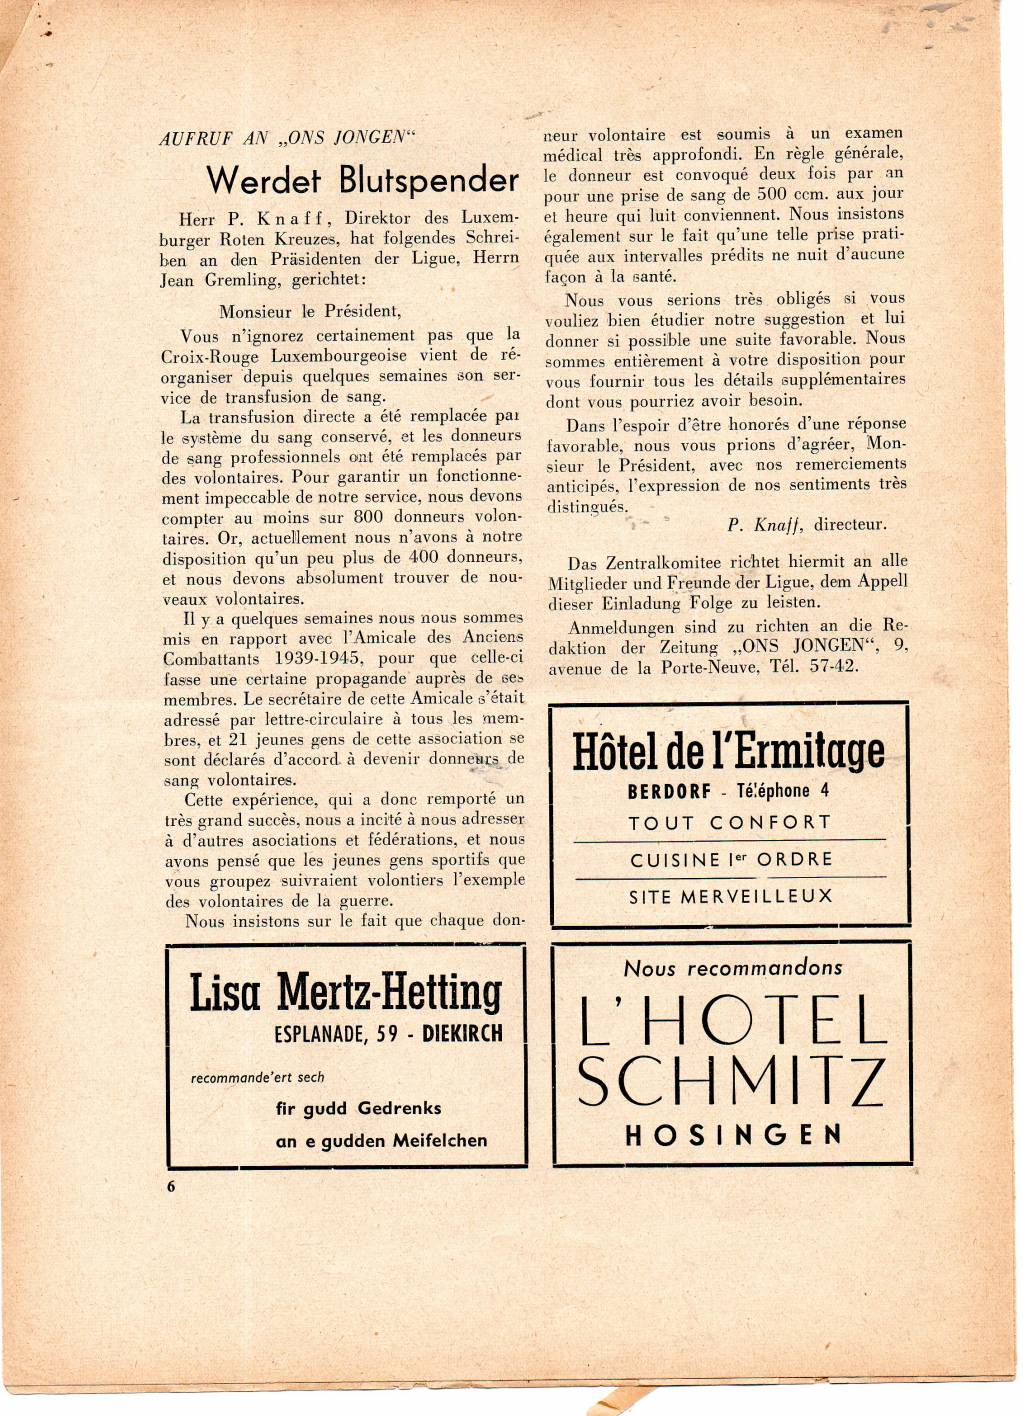 AUFRUF AN „ONS JONGEN“
Werdet Blutspender
Herr P. Knaff, Direktor des Luxem-
burger Roten Kreuzes, hat folgendes Schrei-
ben an den Präsidenten der Ligue, Herrn
Jean Gremling, gerichtet:
Monsieur le Président,
Vous n'ignorez certainement pas que la
Croix-Rouge Luxembourgeoise vient de ré-
organiser depuis quelques semaines son ser-
vice de transfusion de sang.
La transfusion directe a été remplacée par
le système du sang conservé, et les donneurs
de sang professionnels ont été remplacés par
des volontaires. Pour garantir un fonctionne-
ment impeccable de notre service, nous devons
compter au moins sur 800 donneurs volon-
taires. Or, actuellement nous n'avons à notre
disposition qu'un peu plus de 400 donneurs,
et nous devons absolument trouver de nou-
veaux volontaires.
Il y a quelques semaines nous nous sommes
mis en rapport avec l'Amicale des Anciens
Combattants 1939-1945, pour que celle-ci
fasse une certaine propagande auprès de ses
membres. Le secrétaire de cette Amicale s'était
adressé par lettre-circulaire à tous les mem-
bres, et 21 jeunes gens de cette association se
sont déclarés d'accord à devenir donneurs de
sang volontaires.
Cette expérience, qui a donc remporté un
très grand succès, nous a incité à nous adresser
à d'autres asociations et fédérations, et nous
avons pensé que les jeunes gens sportifs que
vous groupez suivraient volontiers l'exemple
des volontaires de la guerre.
Nous insistons sur le fait que chaque don-
neur volontaire est soumis à un examen
médical très approfondi. En règle générale,
le donneur est convoqué deux fois par an
pour une prise de sang de 500 ccm. aux jour
et heure qui luit conviennent. Nous insistons
également sur le fait qu'une telle prise prati-
quée aux intervalles prédits ne nuit d'aucune
façon à la santé.
Nous vous serions très obligés si vous
vouliez bien étudier notre suggestion et lui
donner si possible une suite favorable. Nous
sommes entièrement à votre disposition pour
vous fournir tous les détails supplémentaires
dont vous pourriez avoir besoin.
Dans l'espoir d'être honorés d'une réponse
favorable, nous vous prions d'agréer, Mon-
sieur le Président, avec nos remerciements
anticipés, l'expression de nos sentiments très
distingués.
P. Knaff, directeur.
Das Zentralkomitee richtet hiermit an alle
Mitglieder und Freunde der Ligue, dem Appell
dieser Einladung Folge zu leisten.
Anmeldungen sind zu richten an die Re-
daktion der Zeitung „ONS JONGEN“, 9,
avenue de la Porte-Neuve, Tél. 57-42.
Hôtel de l'Ermitage
BERDORF - Téléphone 4
TOUT CONFORT
CUISINE Ier ORDRE
SITE MERVEILLEUX
Lisa Mertz-Hetting
ESPLANADE, 59 - DIEKIRCH
recommande'ert sech
fir gudd Gedrenks
an e gudden Meifelchen
Nous recommandons
L'HOTEL
SCHMITZ
HOSINGEN
6